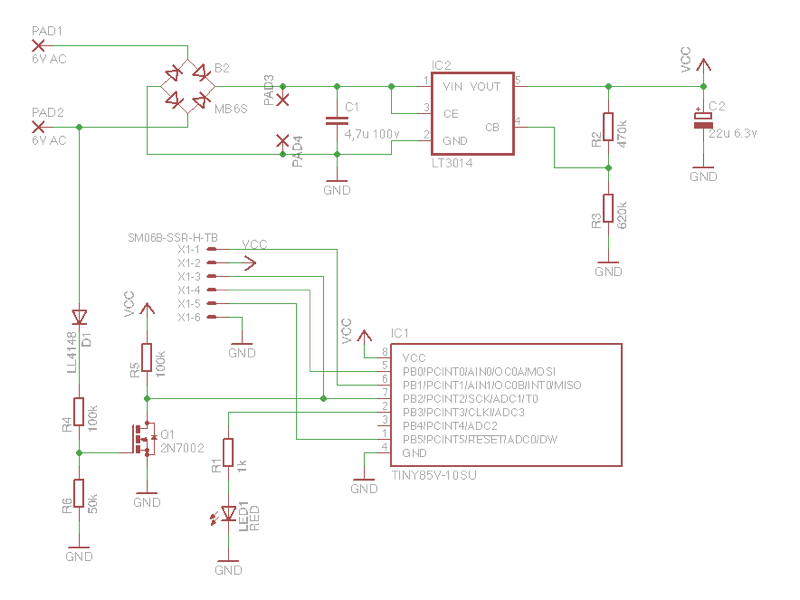 PAD1
6V AC
B2
MB6S
PAD2
6V AC
PAD3
PAD4
C1
4,7u 100v
GND
IC2
1 VIN VOUT 5
3 CE
CB 4
2 GND
LT3014
R2
470k
R3
620k
GND
VCC
C2
+
22u 6.3v
GND
SM06B-SSR-H-TB
X1-1
VCC
X1-2
X1-3
X1-4
X1-5
X1-6
GND
D1
LL4148
R4
100k
R6
50k
GND
VCC
R5
100k
Q1
2N7002
GND
R1
1k
LED1
RED
GND
VCC
IC1
8 VCC
5 PB0/PCINT0/AIN0/OC0A/MOSI
6 PB1/PCINT1/AIN1/OC0B/INT0/MISO
7 PB2/PCINT2/SCK/ADC1/T0
2 PB3/PCINT3/CLKI/ADC3
3 PB4/PCINT4/ADC2
1 PB5/PCINT5/RESET/ADC0/DW
4 GND
TINY85V-10SU
GND